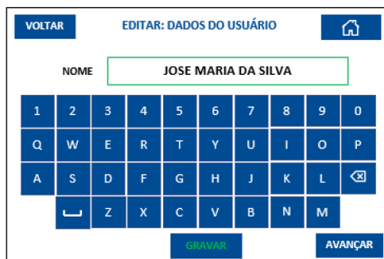 VOLTAR EDITAR: DADOS DO USUÁRIO
NOME JOSE MARIA DA SILVA
1 2 3 4 5 6 7 8 9 0
Q W E R T Y U I O P
A S D F G H J K L
Z X C V B N M
GRAVAR AVANÇAR